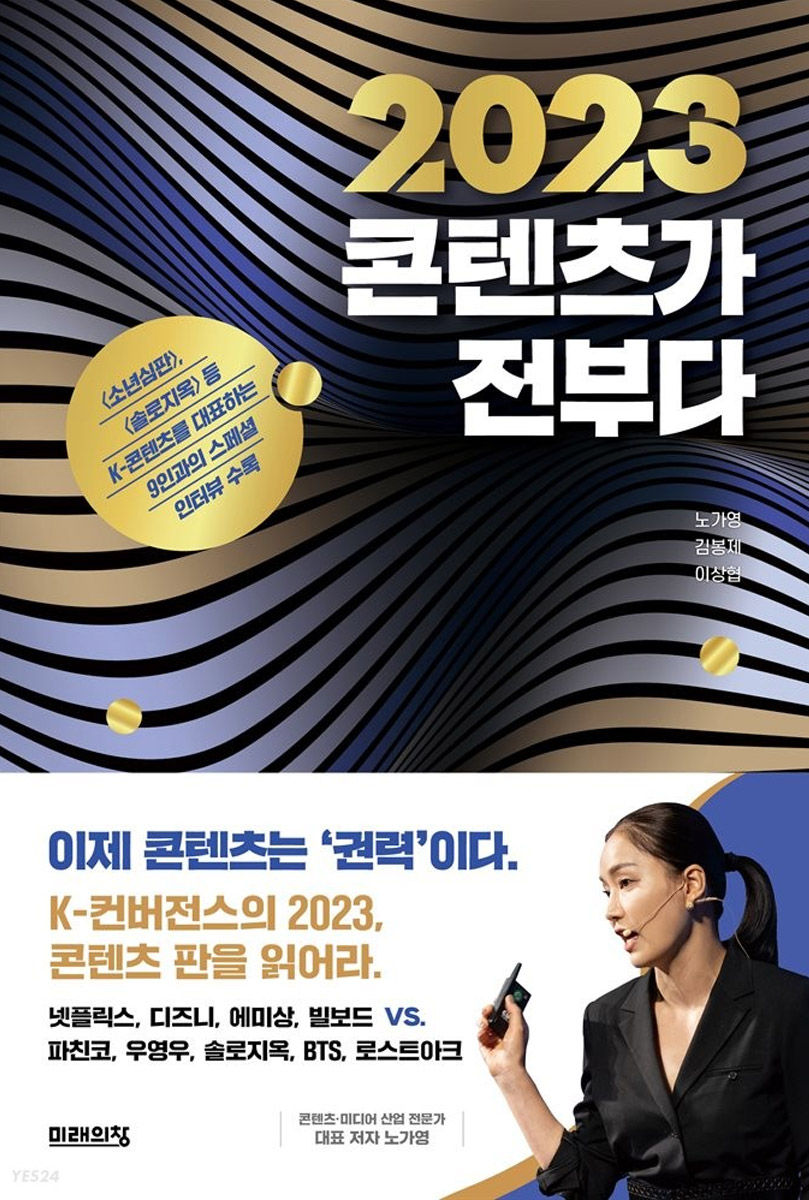 2023
콘텐츠가
전부다
〈소년심판〉,
〈솔로지옥〉 등
K-콘텐츠를 대표하는
9인과의 스페셜
인터뷰 수록
노가영
김봉제
이상협
이제 콘텐츠는 ‘권력’이다.
K-컨버전스의 2023,
콘텐츠 판을 읽어라.
넷플릭스, 디즈니, 에미상, 빌보드 VS.
파친코, 우영우, 솔로지옥, BTS, 로스트아크
미래의창
콘텐츠·미디어 산업 전문가
대표 저자 노가영
YES24